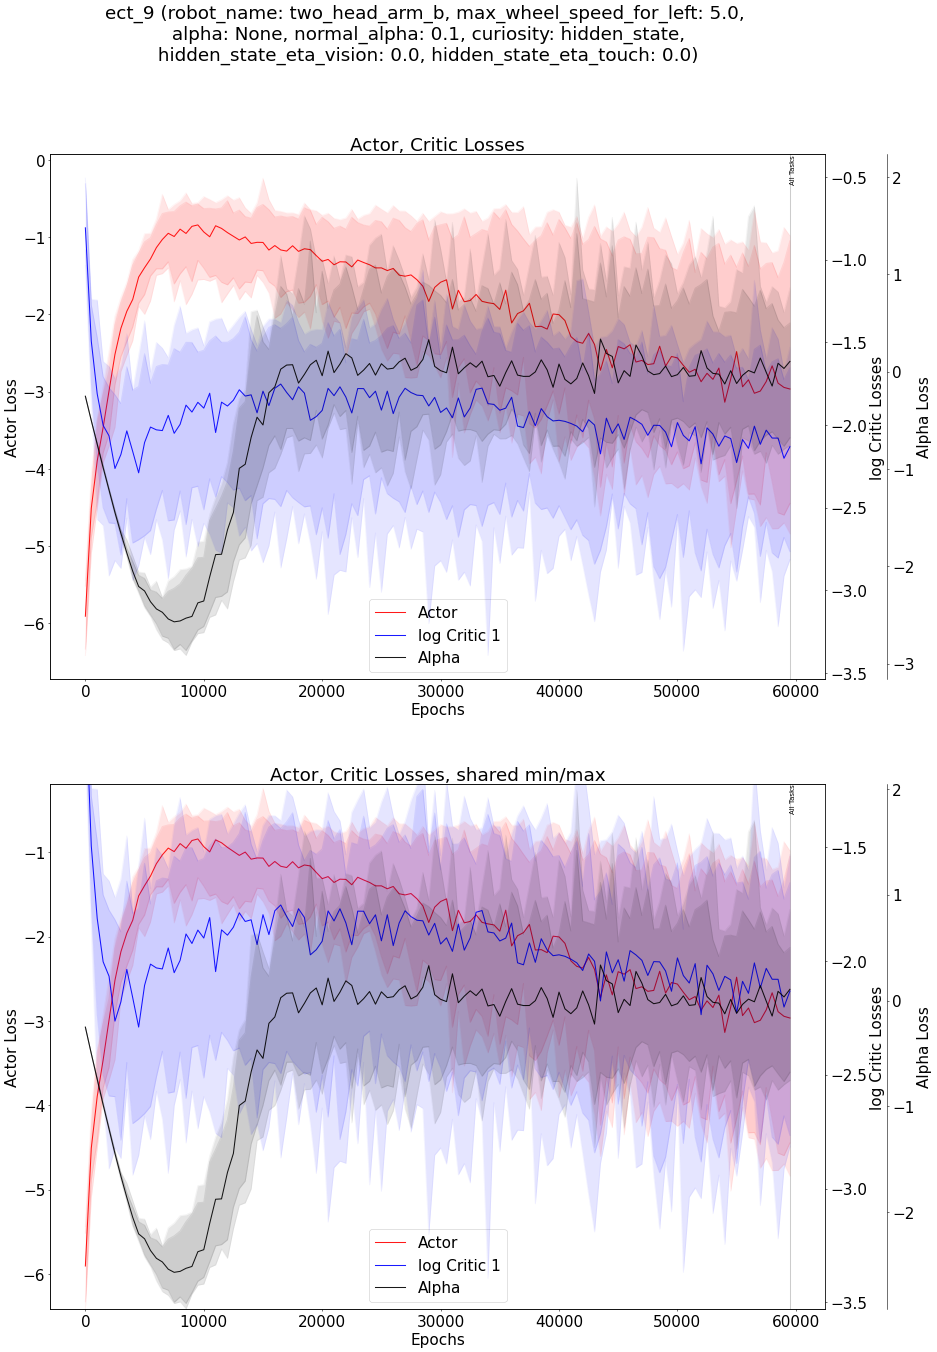 ect_9 (robot_name: two_head_arm_b, max_wheel_speed_for_left: 5.0,
alpha: None, normal_alpha: 0.1, curiosity: hidden_state,
hidden_state_eta_vision: 0.0, hidden_state_eta_touch: 0.0)
Actor, Critic Losses
0
−1
−2
−3
−4
−5
−6
Actor Loss
0
10000
20000
30000
40000
50000
60000
Epochs
−0.5
−1.0
−1.5
−2.0
−2.5
−3.0
−3.5
log Critic Losses
2
1
0
−1
−2
−3
Alpha Loss
All Tasks
Actor
log Critic 1
Alpha
Actor, Critic Losses, shared min/max
−1
−2
−3
−4
−5
−6
Actor Loss
0
10000
20000
30000
40000
50000
60000
Epochs
−1.5
−2.0
−2.5
−3.0
−3.5
log Critic Losses
2
1
0
−1
−2
Alpha Loss
All Tasks
Actor
log Critic 1
Alpha